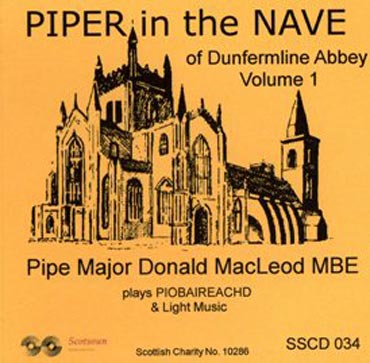 PIPER in the NAVE
of Dunfermline Abbey
Volume 1
Pipe Major Donald MacLeod MBE
plays PIOBAIREACHD
& Light Music
Scotsoun
Scottish Charity No. 10286
SSCD 034